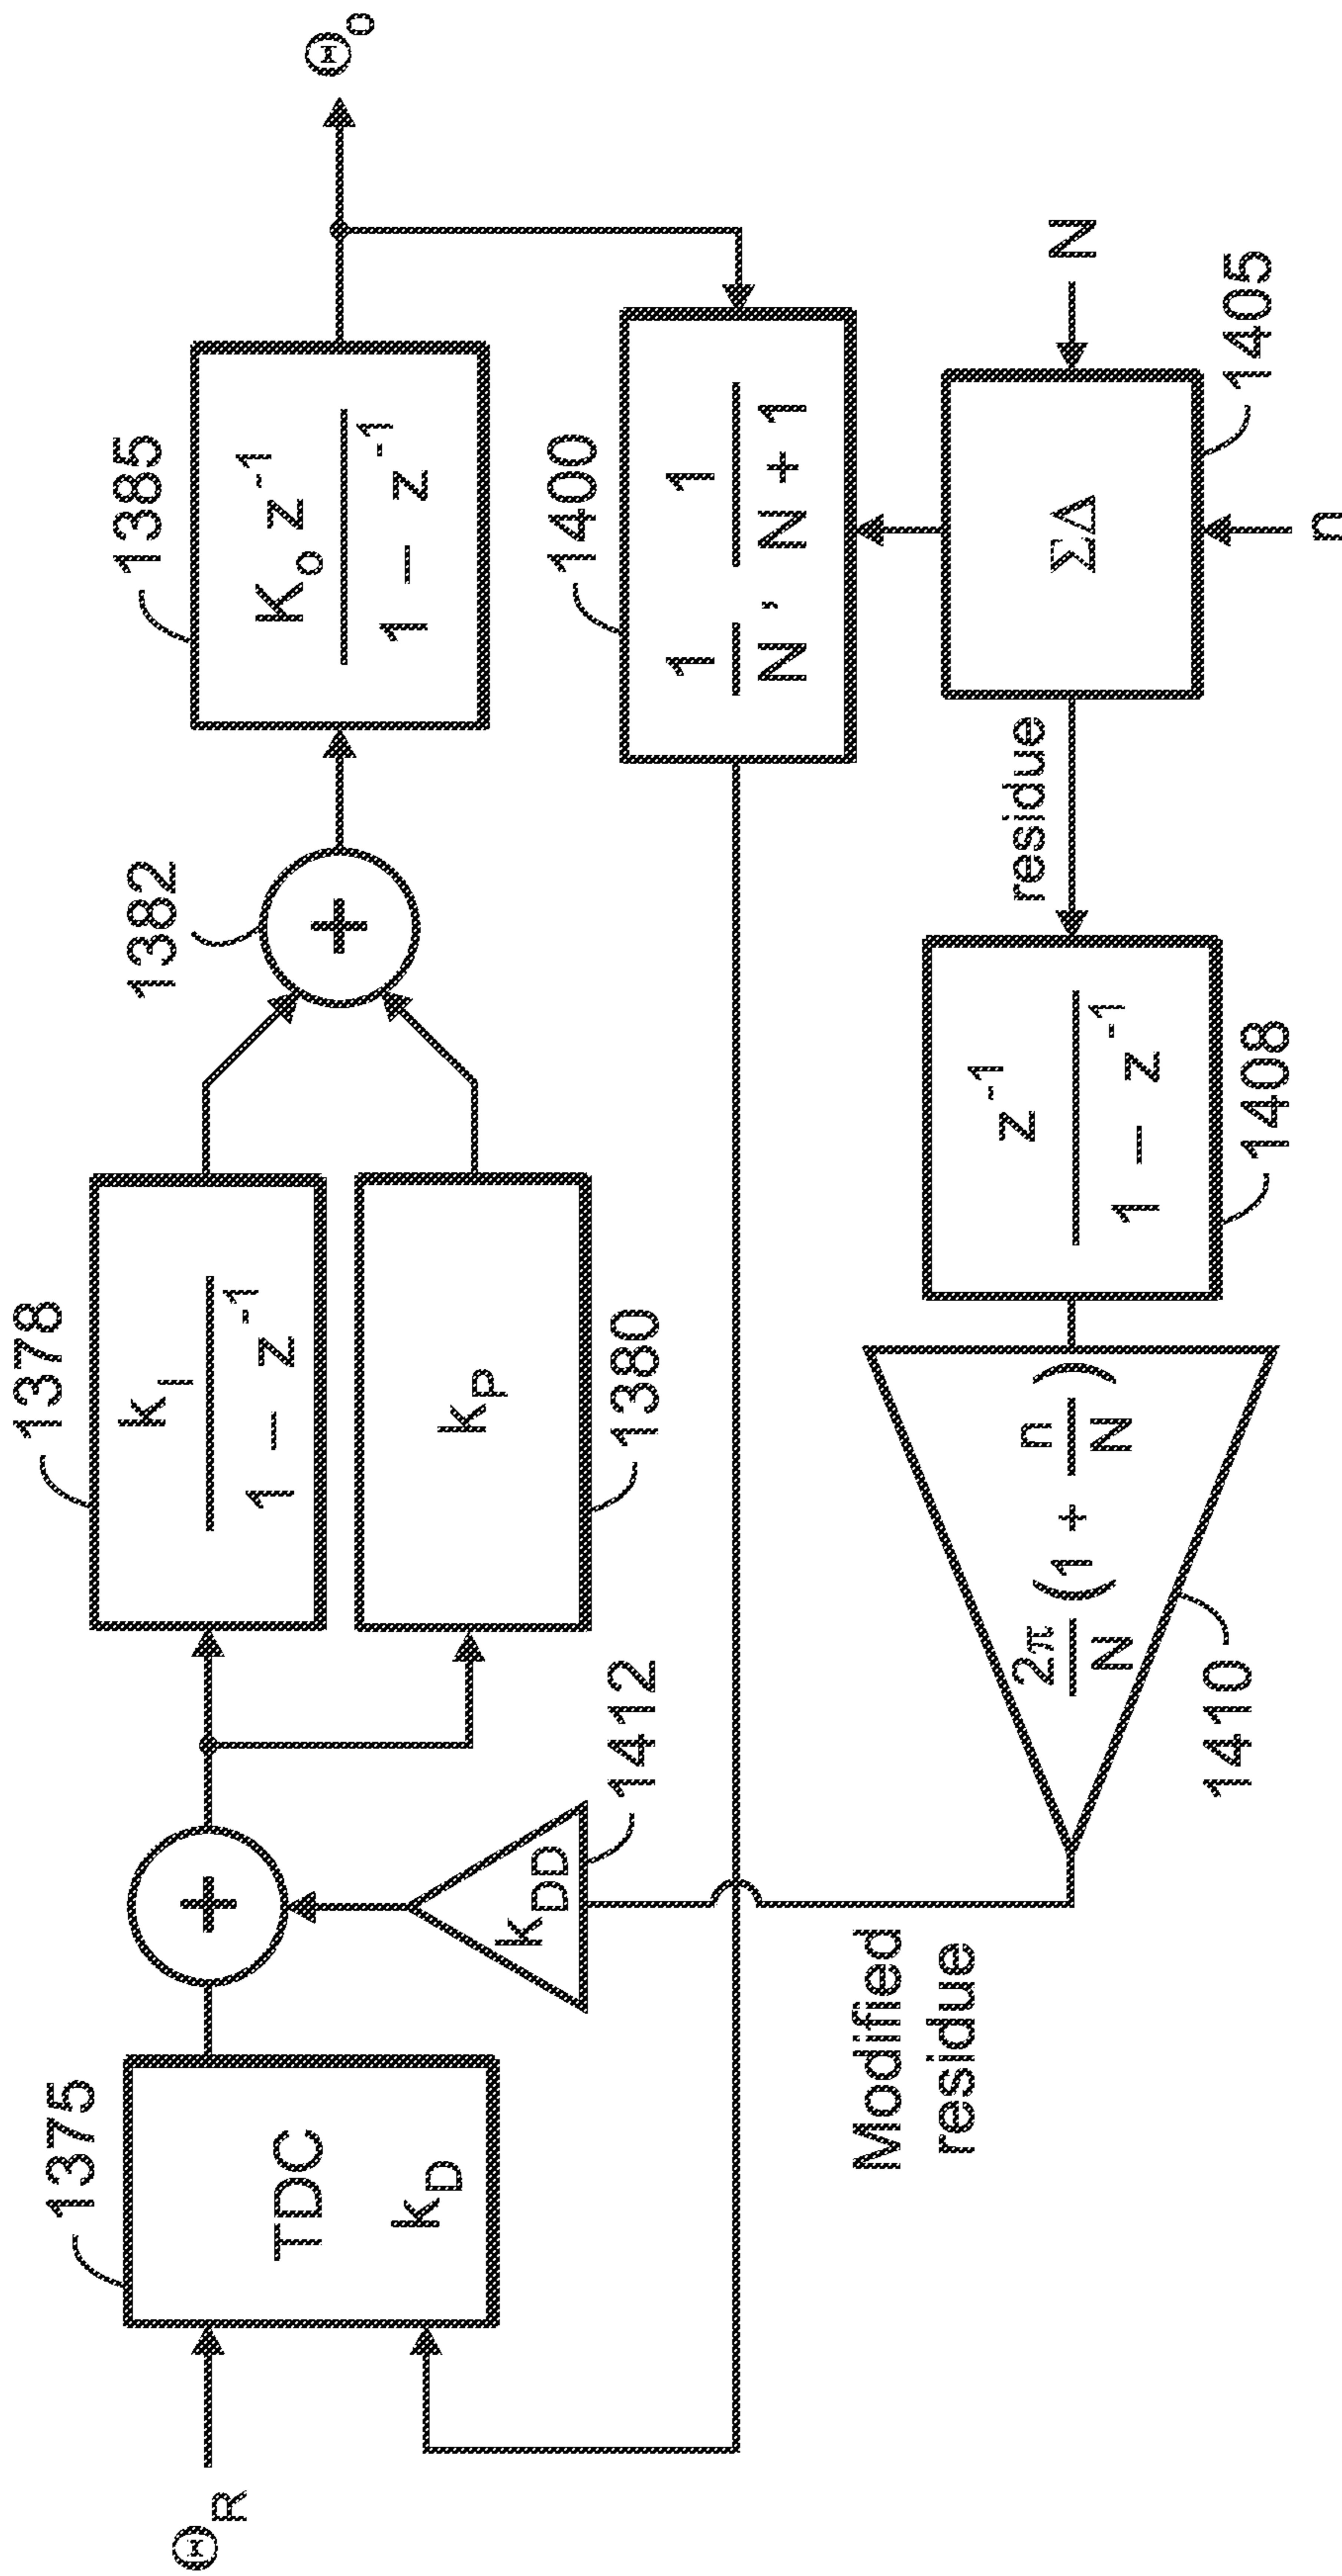 Θ_R
1375
TDC
k_D
+
k_DD
1412
1378
k_I
1 − z^-1
k_P
1380
1382
+
1385
K_o z^-1
1 − z^-1
Θ_o
1400
1 1
N , N + 1
N
ΣΔ
1405
n
residue
z^-1
1 − z^-1
1408
2π/N (1 + n/N)
1410
Modified
residue